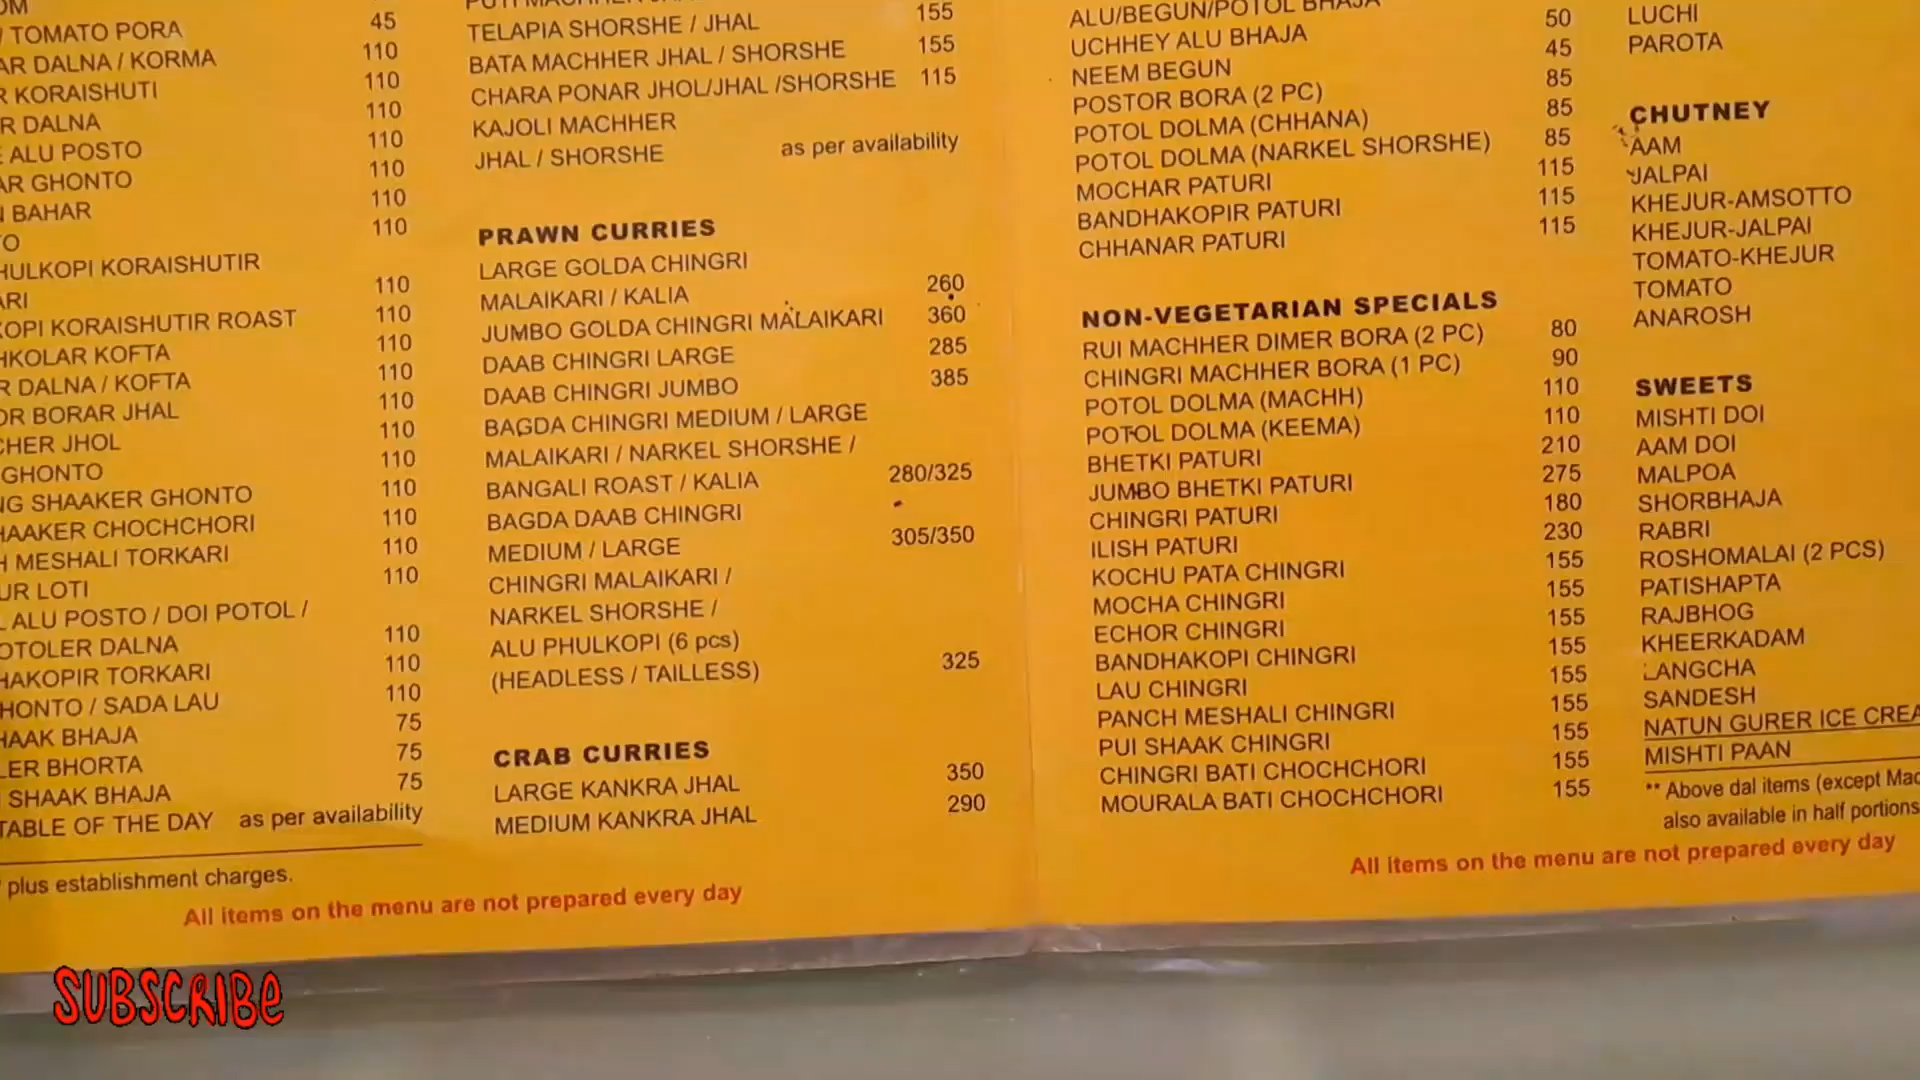 OM
/ TOMATO PORA 45
AR DALNA / KORMA 110
R KORAISHUTI 110
R DALNA 110
E ALU POSTO 110
AR GHONTO 110
N BAHAR 110
TO 110
HULKOPI KORAISHUTIR
ARI 110
KOPI KORAISHUTIR ROAST 110
HKOLAR KOFTA 110
R DALNA / KOFTA 110
OR BORAR JHAL 110
CHER JHOL 110
GHONTO 110
NG SHAAKER GHONTO 110
HAAKER CHOCHCHORI 110
H MESHALI TORKARI 110
UR LOTI 110
L ALU POSTO / DOI POTOL /
OTOLER DALNA 110
HAKOPIR TORKARI 110
HONTO / SADA LAU 110
HAAK BHAJA 75
LER BHORTA 75
I SHAAK BHAJA 75
TABLE OF THE DAY as per availability
plus establishment charges.
All items on the menu are not prepared every day
TELAPIA SHORSHE / JHAL 155
BATA MACHHER JHAL / SHORSHE 155
CHARA PONAR JHOL/JHAL /SHORSHE 115
KAJOLI MACHHER
JHAL / SHORSHE as per availability
PRAWN CURRIES
LARGE GOLDA CHINGRI
MALAIKARI / KALIA 260
JUMBO GOLDA CHINGRI MALAIKARI 360
DAAB CHINGRI LARGE 285
DAAB CHINGRI JUMBO 385
BAGDA CHINGRI MEDIUM / LARGE
MALAIKARI / NARKEL SHORSHE /
BANGALI ROAST / KALIA 280/325
BAGDA DAAB CHINGRI
MEDIUM / LARGE 305/350
CHINGRI MALAIKARI /
NARKEL SHORSHE /
ALU PHULKOPI (6 pcs)
(HEADLESS / TAILLESS) 325
CRAB CURRIES
LARGE KANKRA JHAL 350
MEDIUM KANKRA JHAL 290
ALU/BEGUN/POTOL BHAJA
UCHHEY ALU BHAJA 50
NEEM BEGUN 45
POSTOR BORA (2 PC) 85
POTOL DOLMA (CHHANA) 85
POTOL DOLMA (NARKEL SHORSHE) 85
MOCHAR PATURI 115
BANDHAKOPIR PATURI 115
CHHANAR PATURI 115
NON-VEGETARIAN SPECIALS
RUI MACHHER DIMER BORA (2 PC) 80
CHINGRI MACHHER BORA (1 PC) 90
POTOL DOLMA (MACHH) 110
POTOL DOLMA (KEEMA) 110
BHETKI PATURI 210
JUMBO BHETKI PATURI 275
CHINGRI PATURI 180
ILISH PATURI 230
KOCHU PATA CHINGRI 155
MOCHA CHINGRI 155
ECHOR CHINGRI 155
BANDHAKOPI CHINGRI 155
LAU CHINGRI 155
PANCH MESHALI CHINGRI 155
PUI SHAAK CHINGRI 155
CHINGRI BATI CHOCHCHORI 155
MOURALA BATI CHOCHCHORI 155
LUCHI
PAROTA
CHUTNEY
AAM
JALPAI
KHEJUR-AMSOTTO
KHEJUR-JALPAI
TOMATO-KHEJUR
TOMATO
ANAROSH
SWEETS
MISHTI DOI
AAM DOI
MALPOA
SHORBHAJA
RABRI
ROSHOMALAI (2 PCS)
PATISHAPTA
RAJBHOG
KHEERKADAM
LANGCHA
SANDESH
NATUN GURER ICE CREA
MISHTI PAAN
** Above dal items (except Mac
also available in half portions
All items on the menu are not prepared every day
SUBSCRIBE